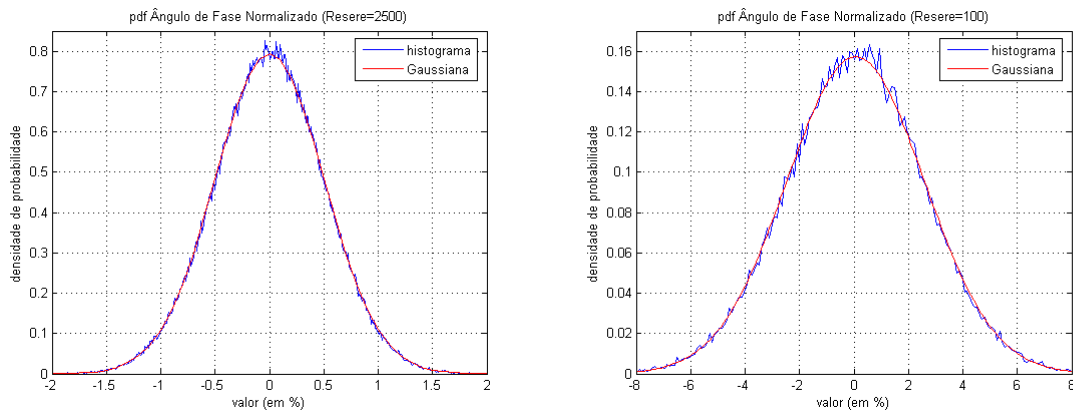 pdf Ângulo de Fase Normalizado (Resere=2500)
histograma
Gaussiana
densidade de probabilidade
0.8
0.7
0.6
0.5
0.4
0.3
0.2
0.1
0
-2 -1.5 -1 -0.5 0 0.5 1 1.5 2
valor (em %)
pdf Ângulo de Fase Normalizado (Resere=100)
histograma
Gaussiana
densidade de probabilidade
0.16
0.14
0.12
0.1
0.08
0.06
0.04
0.02
0
-8 -6 -4 -2 0 2 4 6 8
valor (em %)